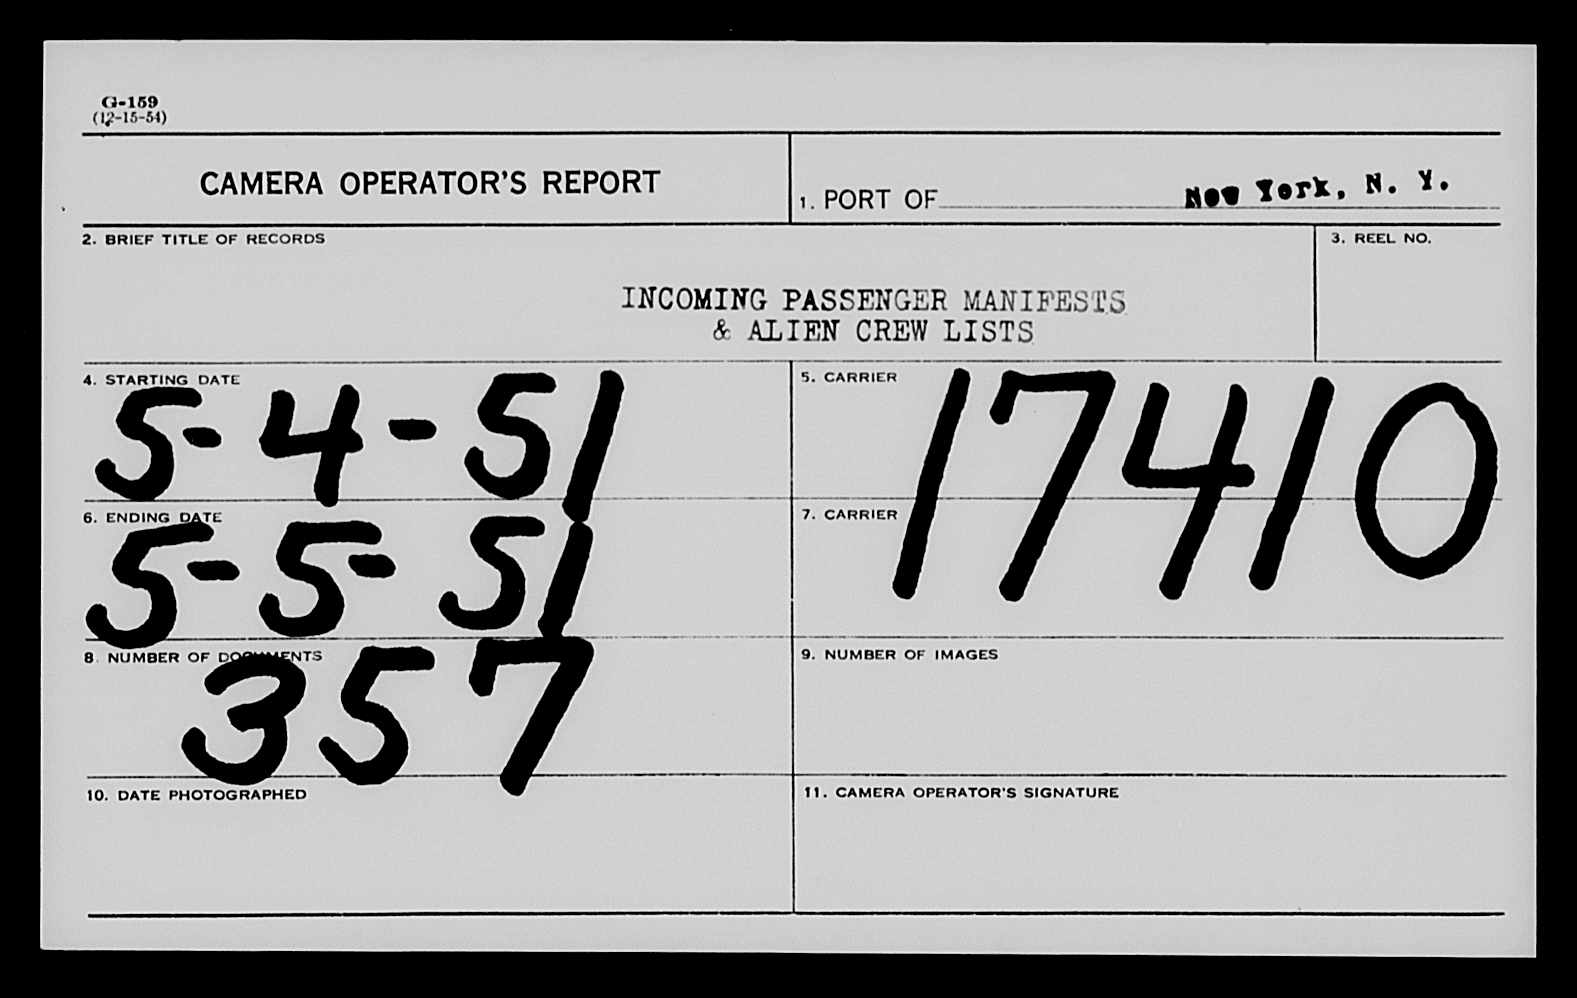 G-159
(12-15-54)
CAMERA OPERATOR'S REPORT
1. PORT OF New York, N. Y.
2. BRIEF TITLE OF RECORDS
3. REEL NO.
INCOMING PASSENGER MANIFESTS
& ALIEN CREW LISTS
4. STARTING DATE
5-4-51
5. CARRIER
17410
6. ENDING DATE
5-5-51
7. CARRIER
8. NUMBER OF DOCUMENTS
357
9. NUMBER OF IMAGES
10. DATE PHOTOGRAPHED
11. CAMERA OPERATOR'S SIGNATURE